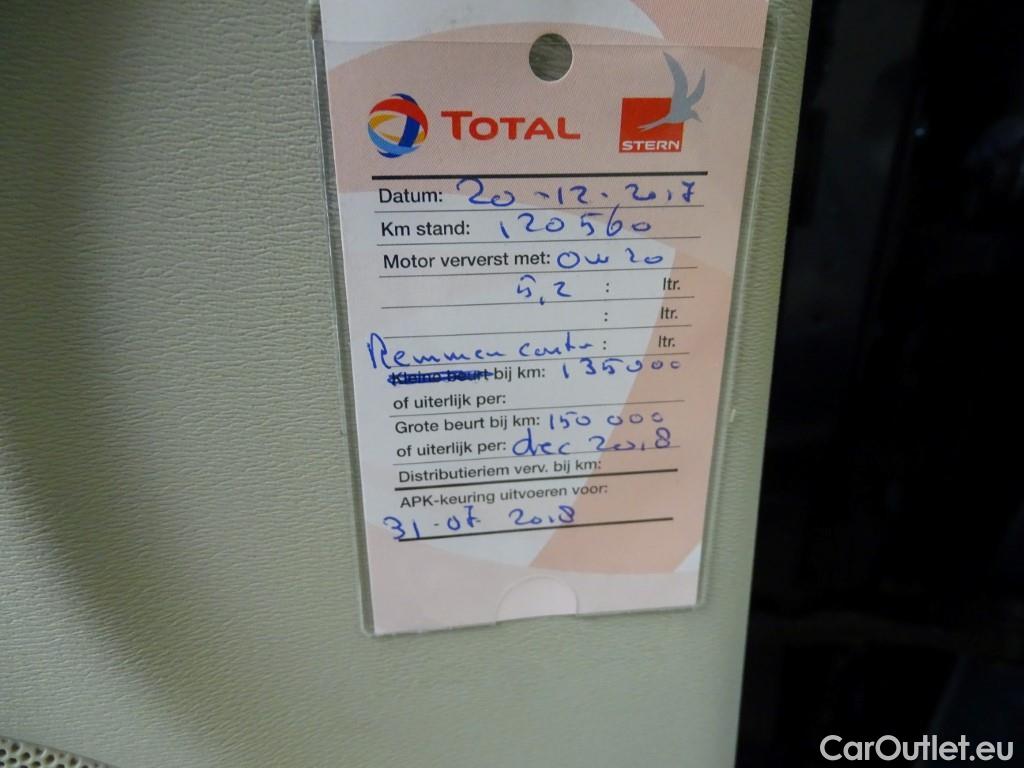 TOTAL
STERN
Datum: 20-12-2017
Km stand: 120560
Motor ververst met: 0w20
5,2 : ltr.
: ltr.
Remmen contr : ltr.
Kleine beurt bij km: 135000
of uiterlijk per:
Grote beurt bij km: 150 000
of uiterlijk per: dec 2018
Distributieriem verv. bij km:
APK-keuring uitvoeren voor:
31-07 2018
CarOutlet.eu